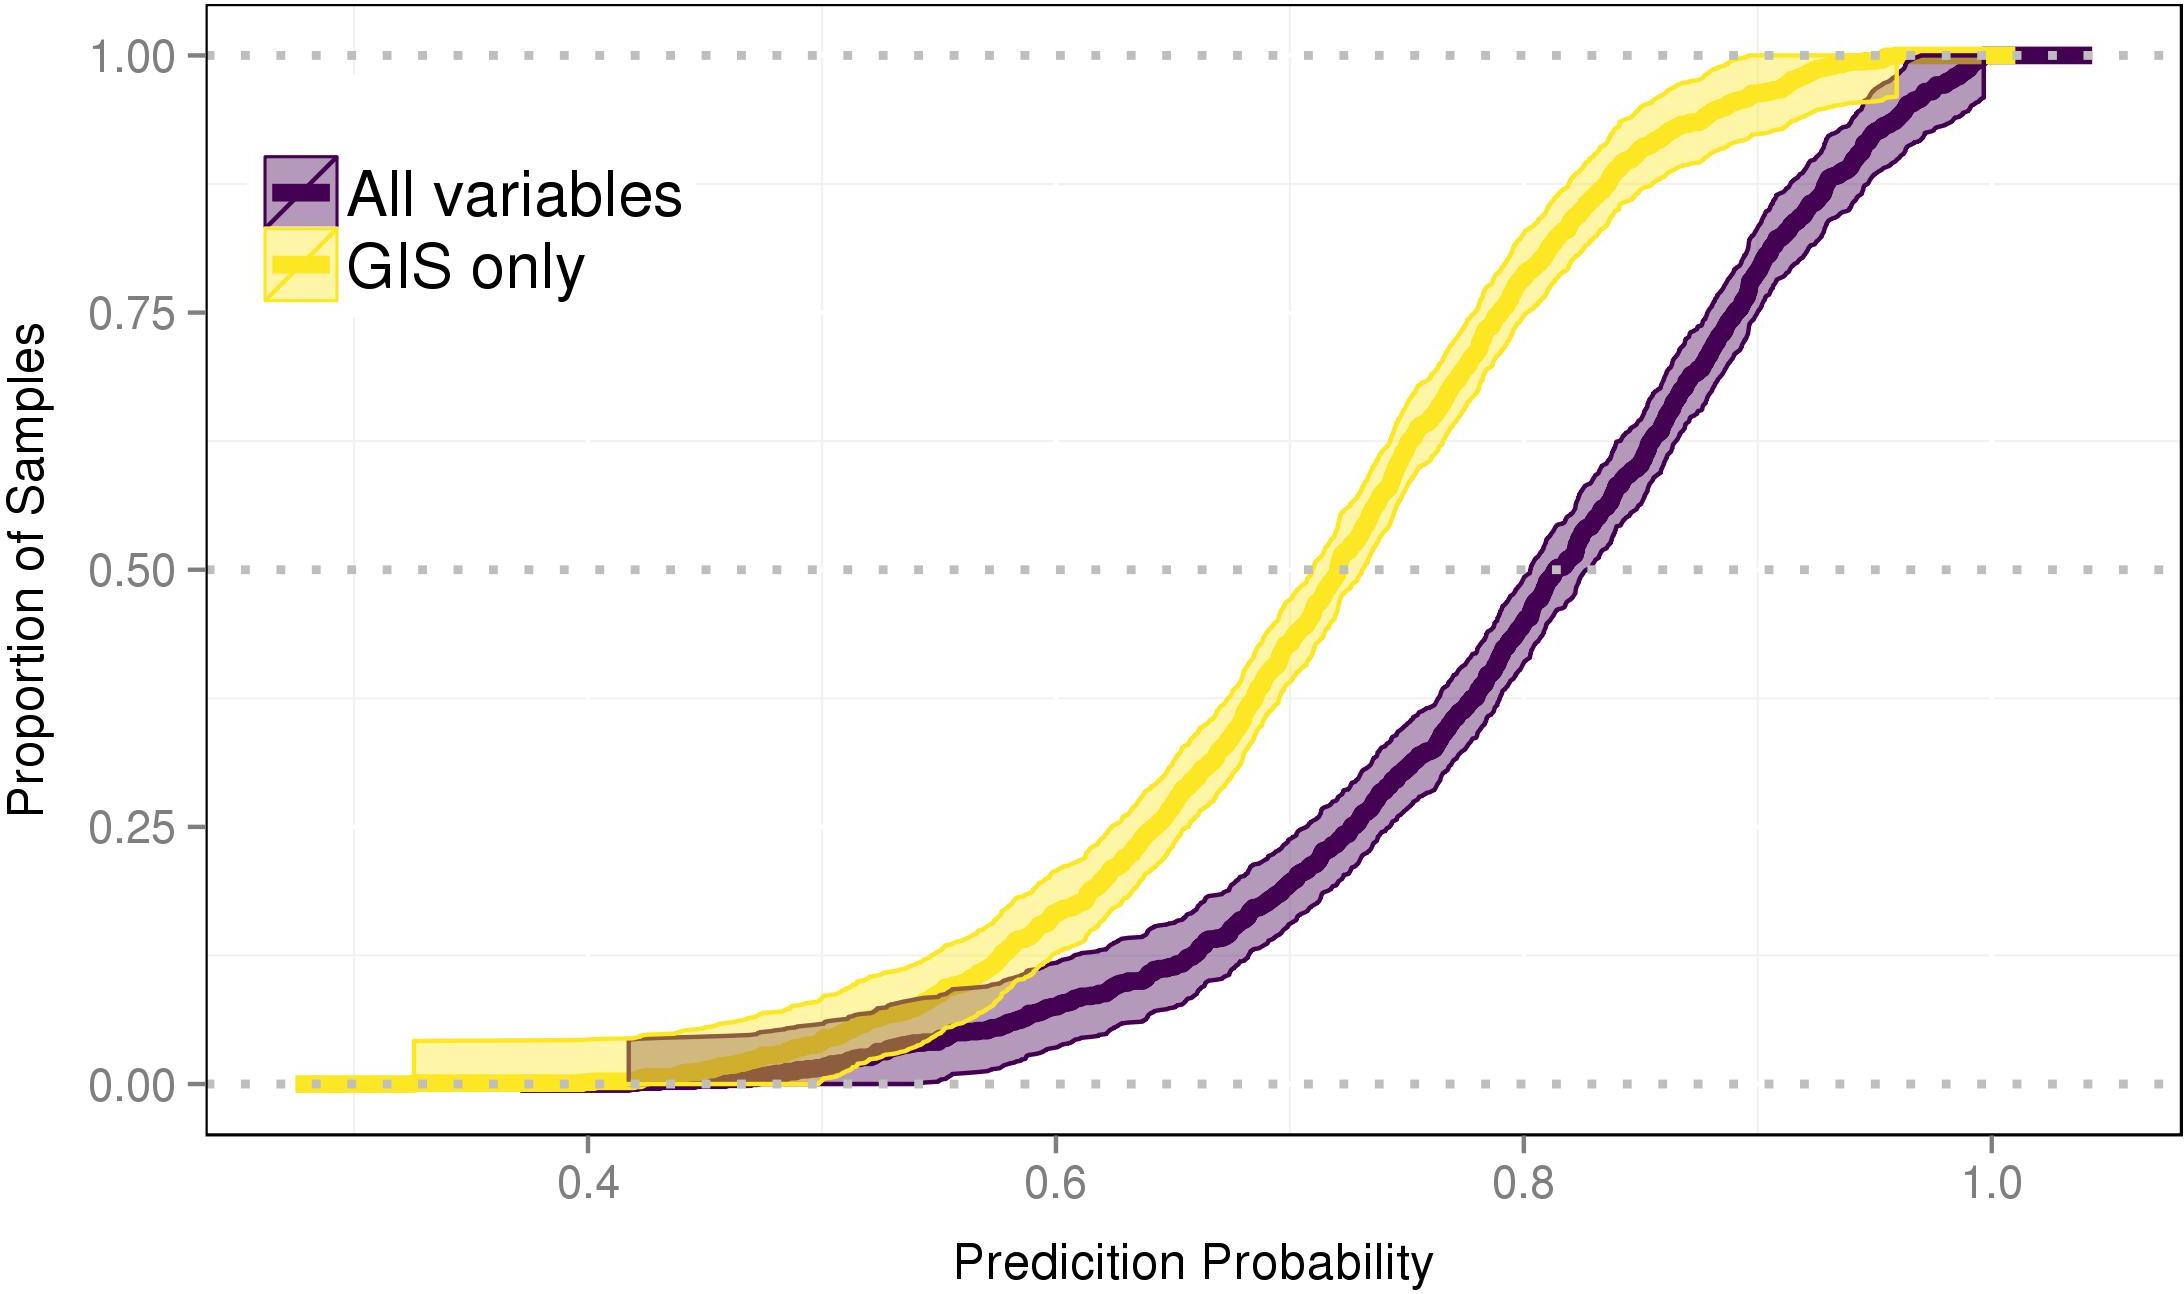 1.00
0.75
0.50
0.25
0.00
Proportion of Samples
All variables
GIS only
0.4 0.6 0.8 1.0
Predicition Probability